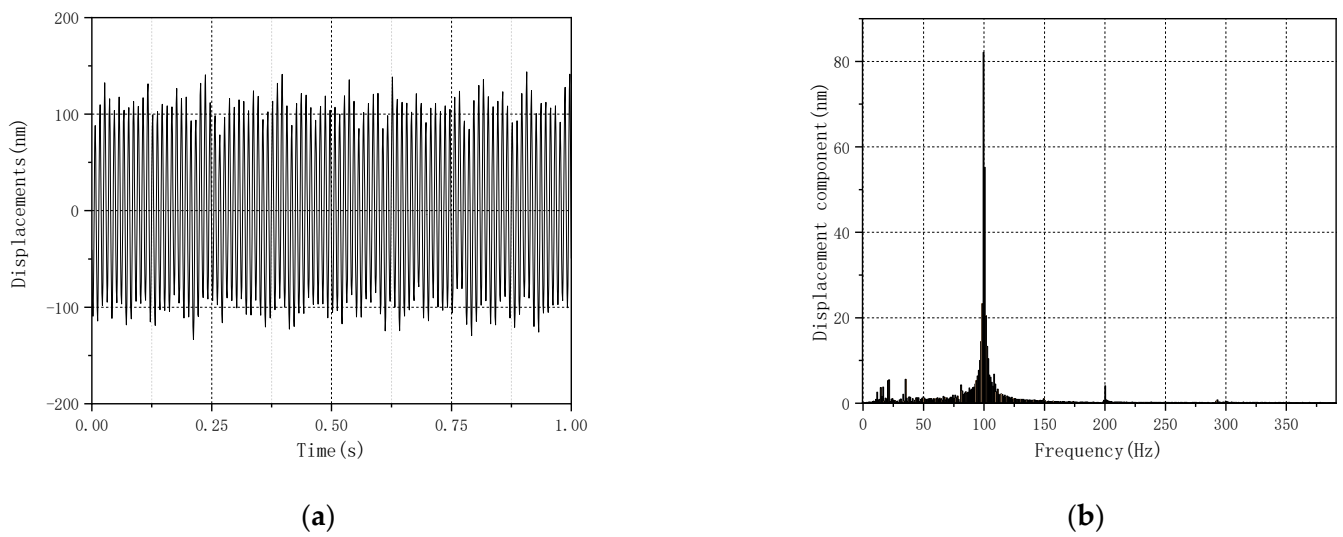 200
100
0
-100
-200
Displacements(nm)
0.00 0.25 0.50 0.75 1.00
Time(s)
(a)
80
60
40
20
0
Displacement component(nm)
0 50 100 150 200 250 300 350
Frequency(Hz)
(b)